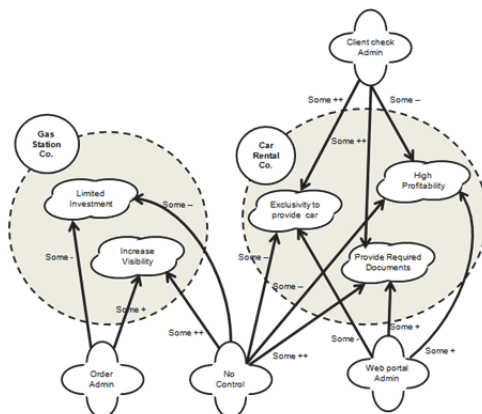 Client check
Admin
Some ++
Some --
Some ++
Gas
Station
Co.
Car
Rental
Co.
Limited
Investment
Some --
Exclusivity to
provide car
High
Profitability
Increase
Visibility
Provide Required
Documents
Some -
Some +
Some ++
Some --
Some --
Some ++
Some -
Some +
Some +
Order
Admin
No
Control
Web portal
Admin